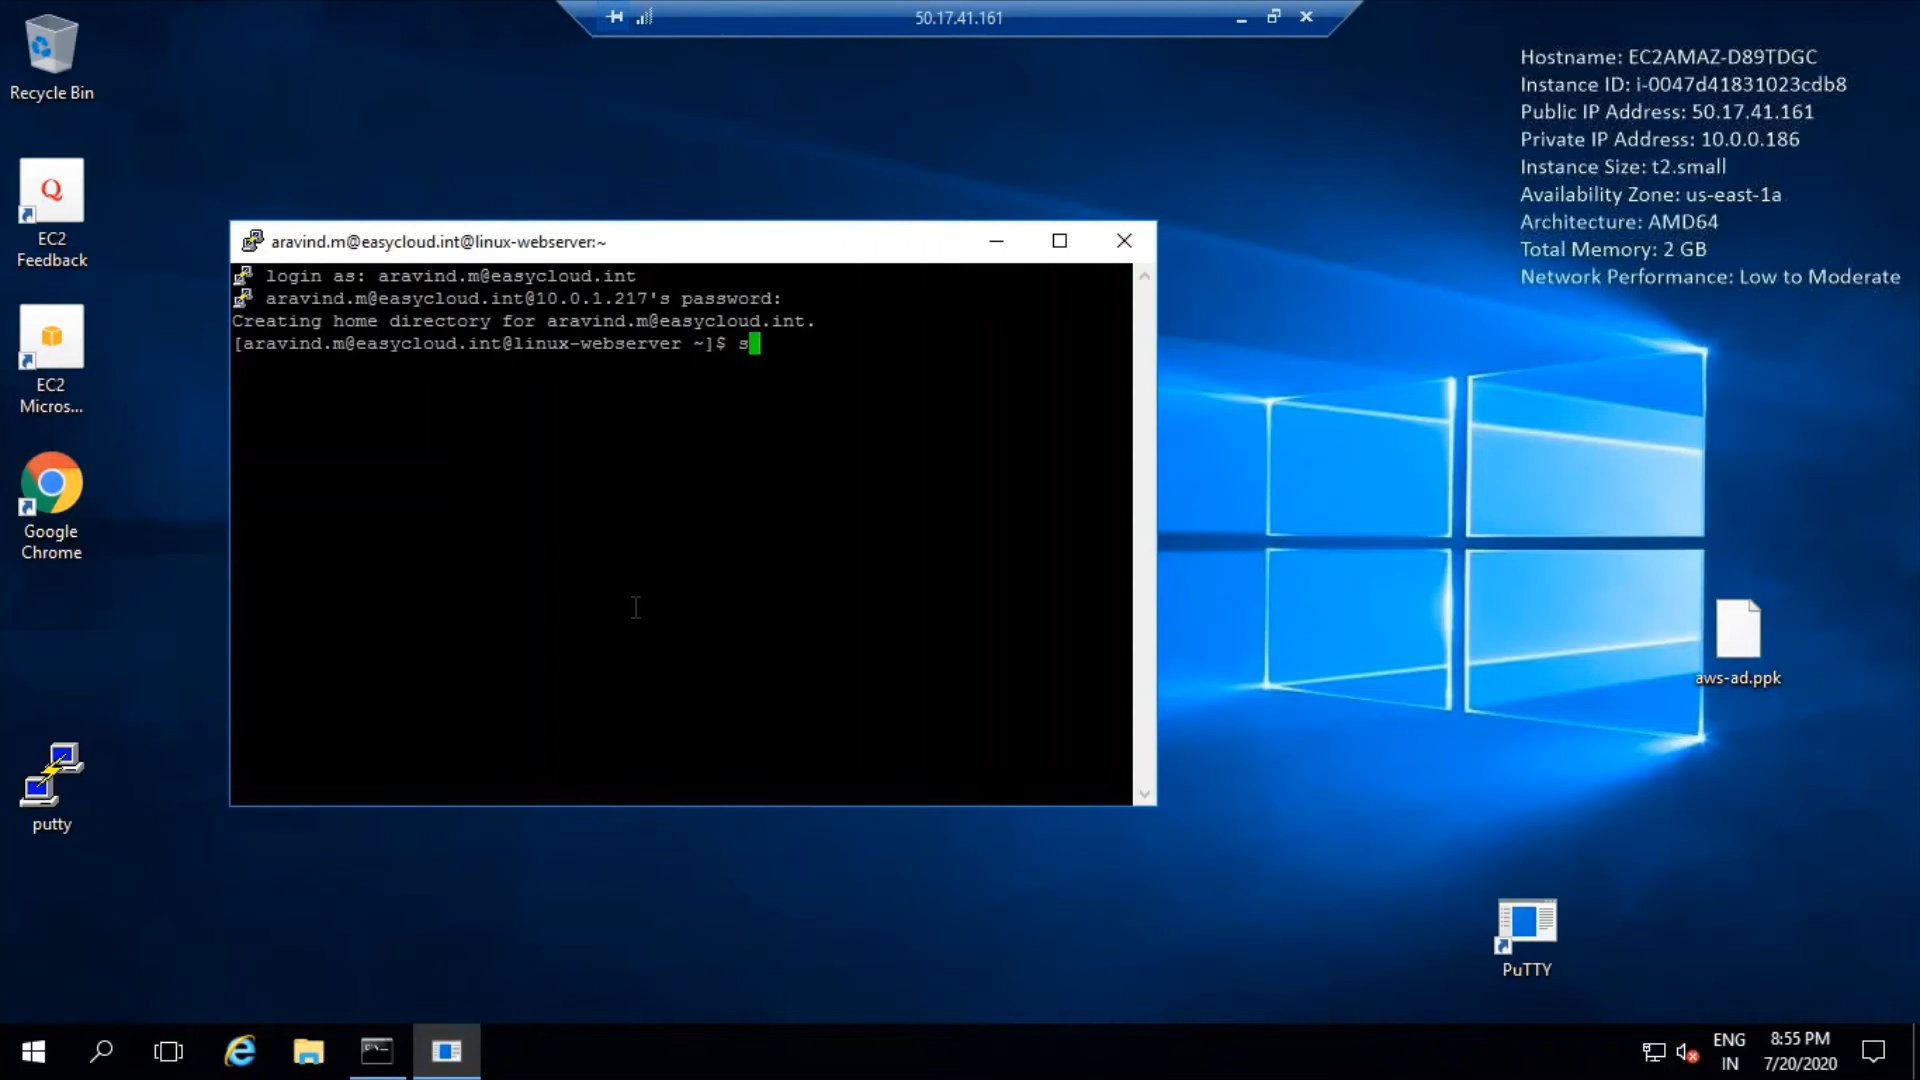 50.17.41.161
Hostname: EC2AMAZ-D89TDGC
Instance ID: i-0047d41831023cdb8
Public IP Address: 50.17.41.161
Private IP Address: 10.0.0.186
Instance Size: t2.small
Availability Zone: us-east-1a
Architecture: AMD64
Total Memory: 2 GB
Network Performance: Low to Moderate
Recycle Bin
EC2
Feedback
EC2
Micros...
Google
Chrome
putty
aravind.m@easycloud.int@linux-webserver:~
login as: aravind.m@easycloud.int
aravind.m@easycloud.int@10.0.1.217's password:
Creating home directory for aravind.m@easycloud.int.
[aravind.m@easycloud.int@linux-webserver ~]$ s
aws-ad.ppk
PuTTY
ENG
IN
8:55 PM
7/20/2020